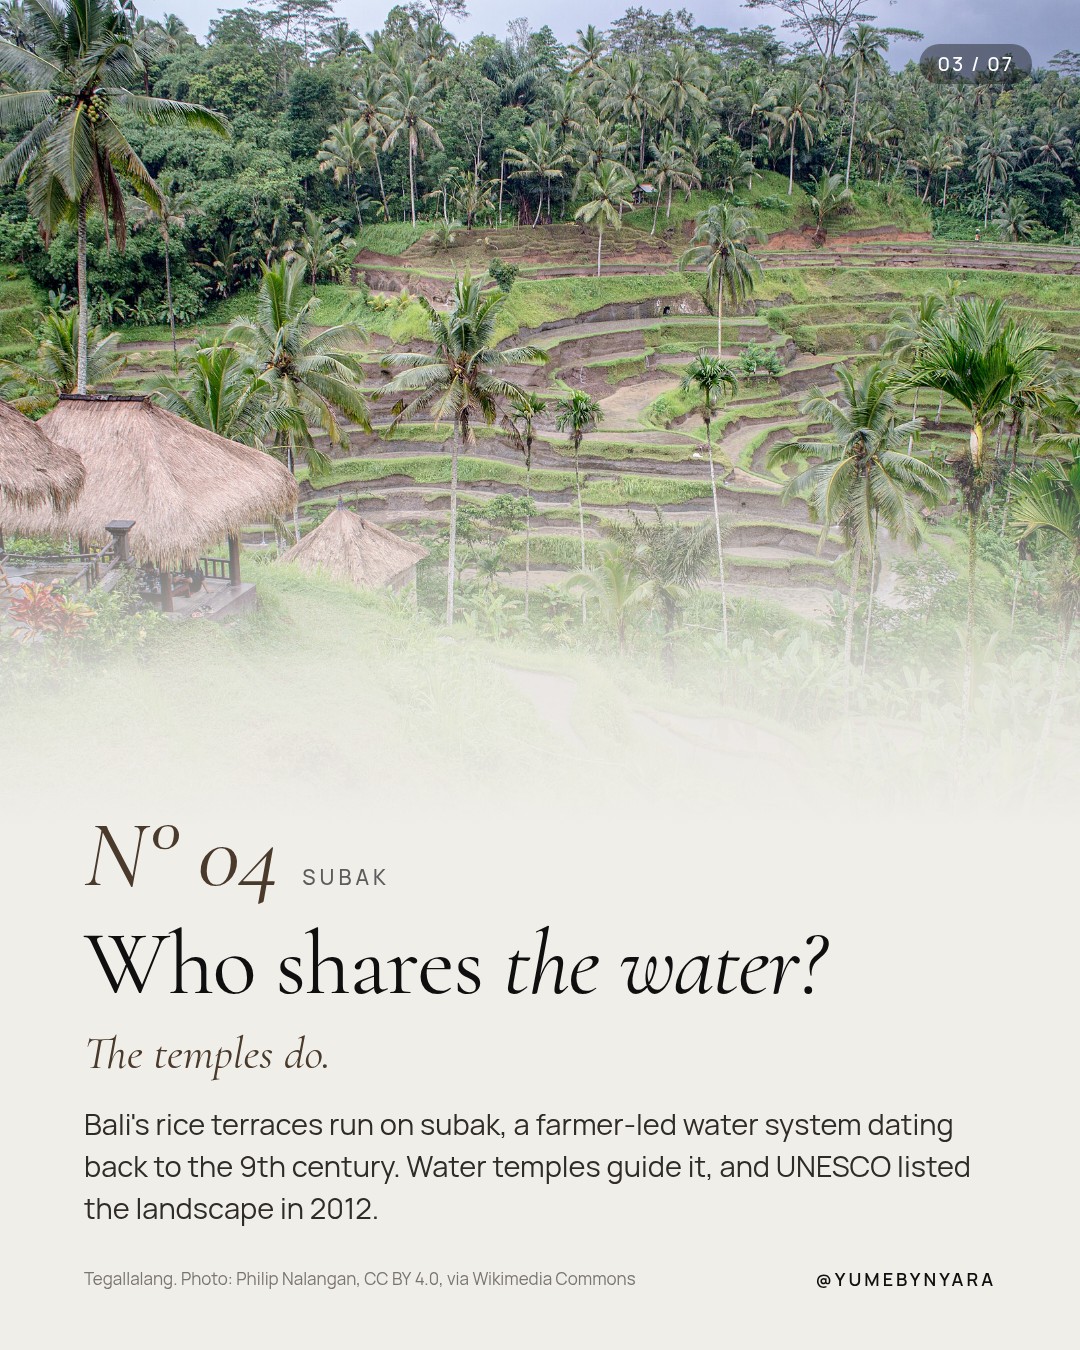 03 / 07
Nº 04 SUBAK
Who shares the water?
The temples do.
Bali's rice terraces run on subak, a farmer-led water system dating
back to the 9th century. Water temples guide it, and UNESCO listed
the landscape in 2012.
Tegallalang. Photo: Philip Nalangan, CC BY 4.0, via Wikimedia Commons
@YUMEBYNYARA